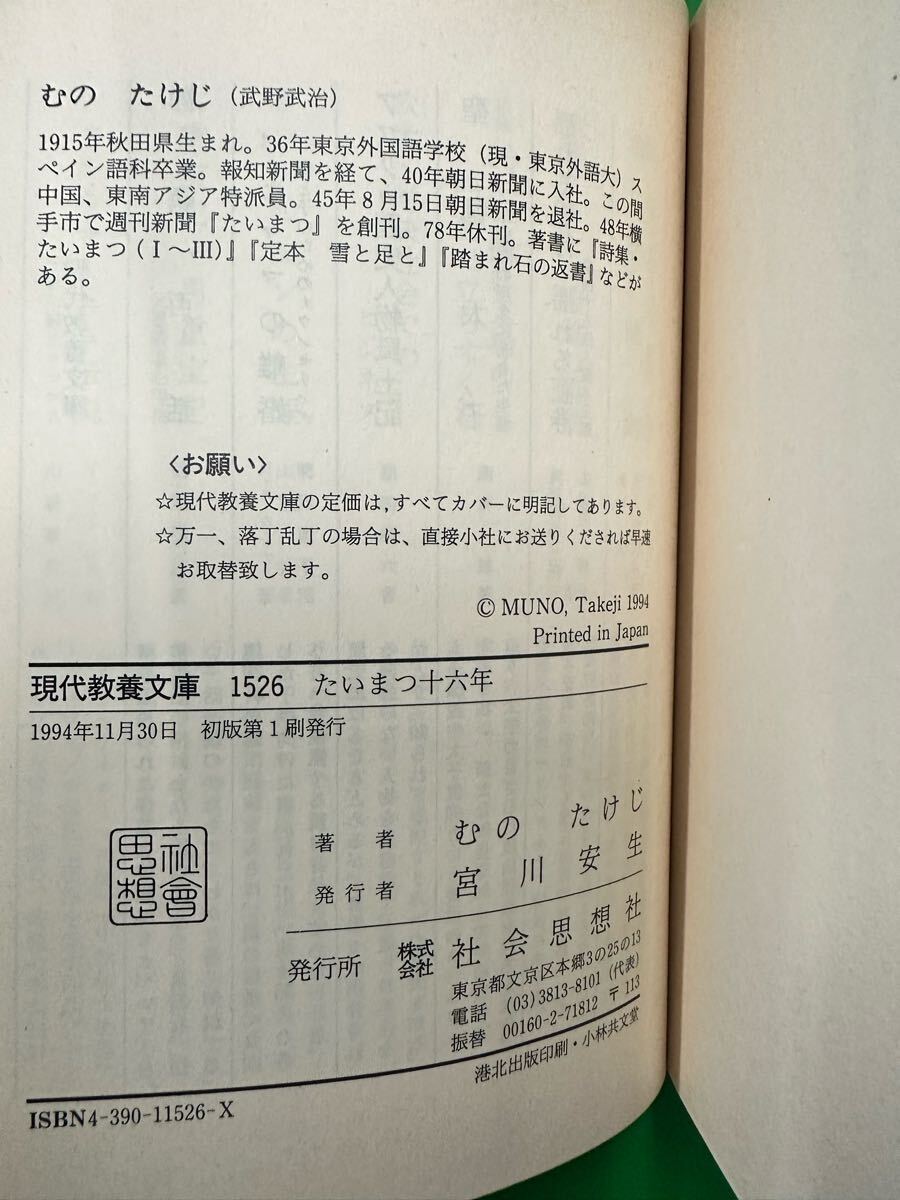 むの　たけじ（武野武治）
1915年秋田県生まれ。36年東京外国語学校（現・東京外語大）ス
ペイン語科卒業。報知新聞を経て、40年朝日新聞に入社。この間
中国、東南アジア特派員。45年8月15日朝日新聞を退社。48年横
手市で週刊新聞『たいまつ』を創刊。78年休刊。著書に『詩集・
たいまつ（Ⅰ～Ⅲ）』『定本　雪と足と』『踏まれ石の返書』などが
ある。
〈お願い〉
☆現代教養文庫の定価は，すべてカバーに明記してあります。
☆万一、落丁乱丁の場合は、直接小社にお送りくだされば早速
お取替致します。
© MUNO, Takeji 1994
Printed in Japan
現代教養文庫　1526　たいまつ十六年
1994年11月30日　初版第1刷発行
社會思想
著者　むの　たけじ
発行者　宮川安生
発行所　株式会社　社会思想社
東京都文京区本郷3の25の13
電話　(03)3813-8101（代表）
振替　00160-2-71812　〒113
港北出版印刷・小林共文堂
ISBN4-390-11526-X